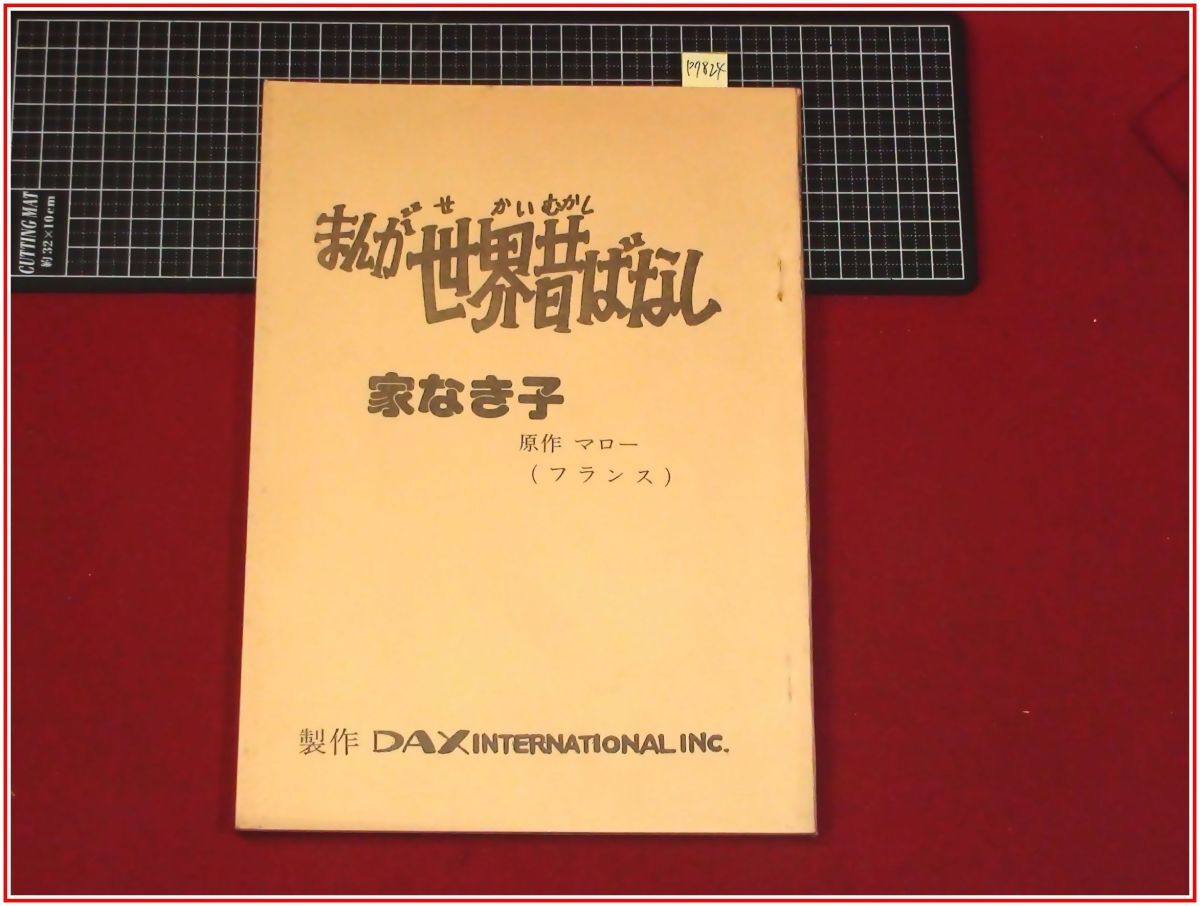 P7824
CUTTING MAT
約32×10cm
せ かい むかし
まんが世界昔ばなし
家なき子
原作 マロー
(フランス)
製作 DAX INTERNATIONAL INC.